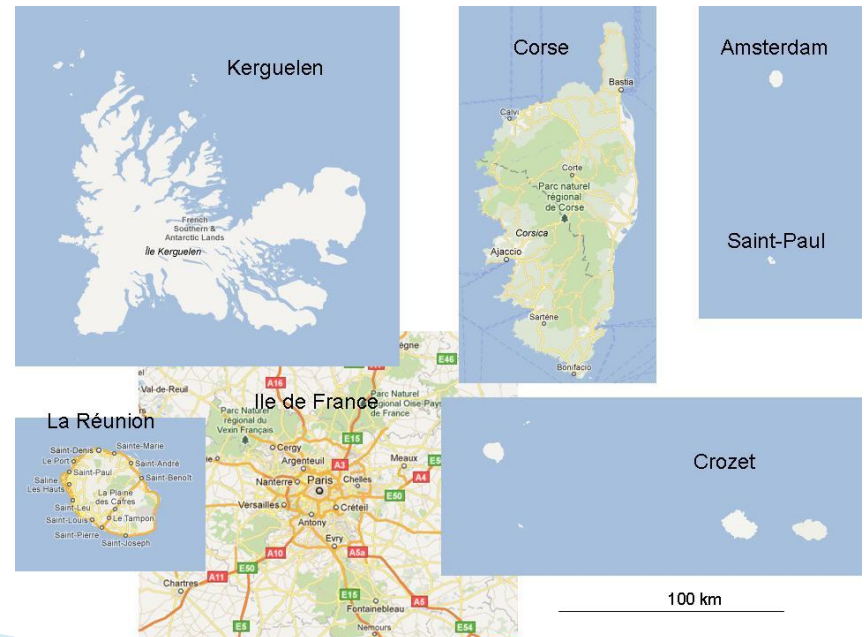 Kerguelen
French
Southern &
Antarctic Lands
Île Kerguelen
Corse
Bastia
Calvi
Corte
Parc naturel
régional
de Corse
Corsica
Ajaccio
Sartène
Bonifacio
Amsterdam
Saint-Paul
La Réunion
Saint-Denis
Sainte-Marie
Le Port
Saint-André
Saint-Paul
Saint-Benoît
Saline
Les Hauts
La Plaine
des Cafres
Saint-Leu
Le Tampon
Saint-Louis
Saint-Pierre
Saint-Joseph
Ile de France
A16
E46
Val-de-Reuil
Parc Naturel
régional du
Vexin Français
Parc Naturel
E15
Cergy
Argenteuil
A3
Meaux
Nanterre
Paris
Chelles
A4
E50
Versailles
Créteil
Antony
Evry
A10
A5a
E50
A11
Chartres
E15
A5
Fontainebleau
E5
Nemours
E54
Crozet
100 km